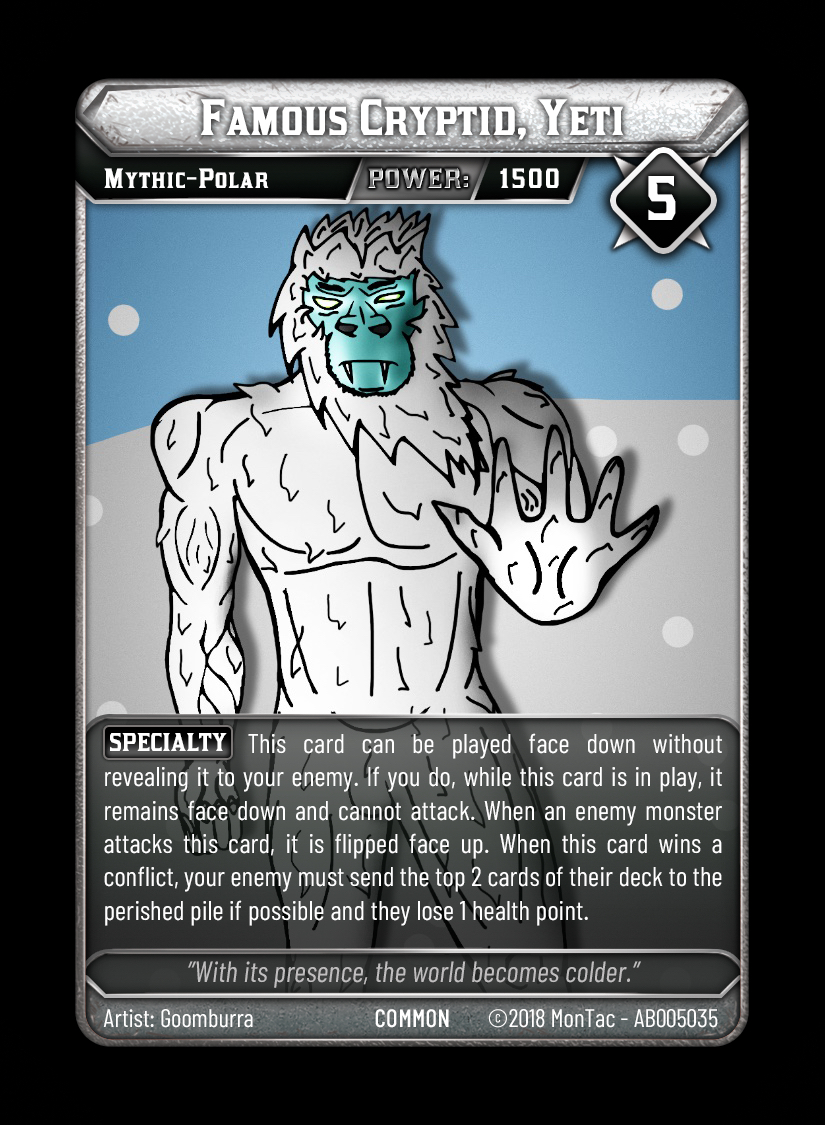 Famous Cryptid, Yeti
Mythic-Polar POWER: 1500
5
SPECIALTY This card can be played face down without
revealing it to your enemy. If you do, while this card is in play, it
remains face down and cannot attack. When an enemy monster
attacks this card, it is flipped face up. When this card wins a
conflict, your enemy must send the top 2 cards of their deck to the
perished pile if possible and they lose 1 health point.
"With its presence, the world becomes colder."
Artist: Goomburra COMMON ©2018 MonTac - AB005035